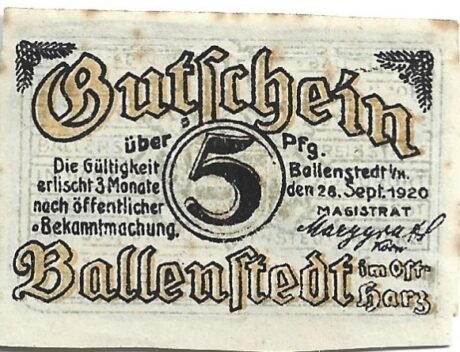 Gutschein
über 5 Pfg.
Die Gültigkeit
erlischt 3 Monate
nach öffentlicher
Bekanntmachung.
Ballenstedt i/H.
den 28. Sept. 1920
MAGISTRAT
Ballenstedt im Ost-
Harz